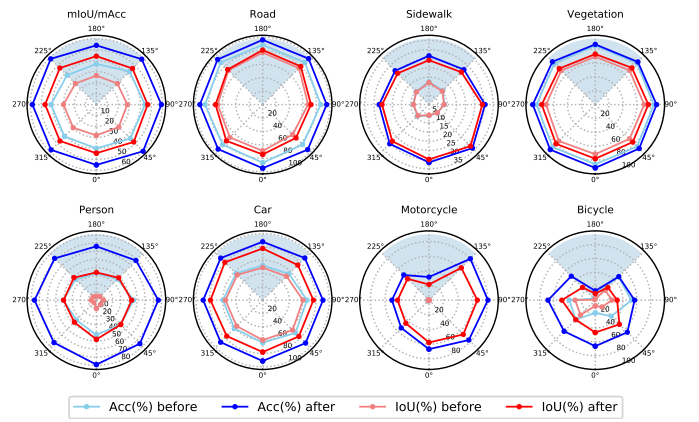 mIoU/mAcc Road Sidewalk Vegetation
180° 180° 180° 180°
225° 135° 225° 135° 225° 135° 225° 135°
270° 90° 270° 90° 270° 90° 270° 90°
10 20 30 40 50 60
20 40 60 80 100
5 10 15 20 25 30 35
20 40 60 80 100
315 45° 315 45° 315 45° 315 45°
0° 0° 0° 0°
Person Car Motorcycle Bicycle
180° 180° 180° 180°
225° 135° 225° 135° 225° 135° 225° 135°
270° 90° 270° 90° 270° 90° 270° 90°
20 30 40 50 60 70 80
20 40 60 80 100
20 40 60 80
20 40 60 80 100
315 45° 315 45° 315 45° 315 45°
0° 0° 0° 0°
Acc(%) before Acc(%) after IoU(%) before IoU(%) after